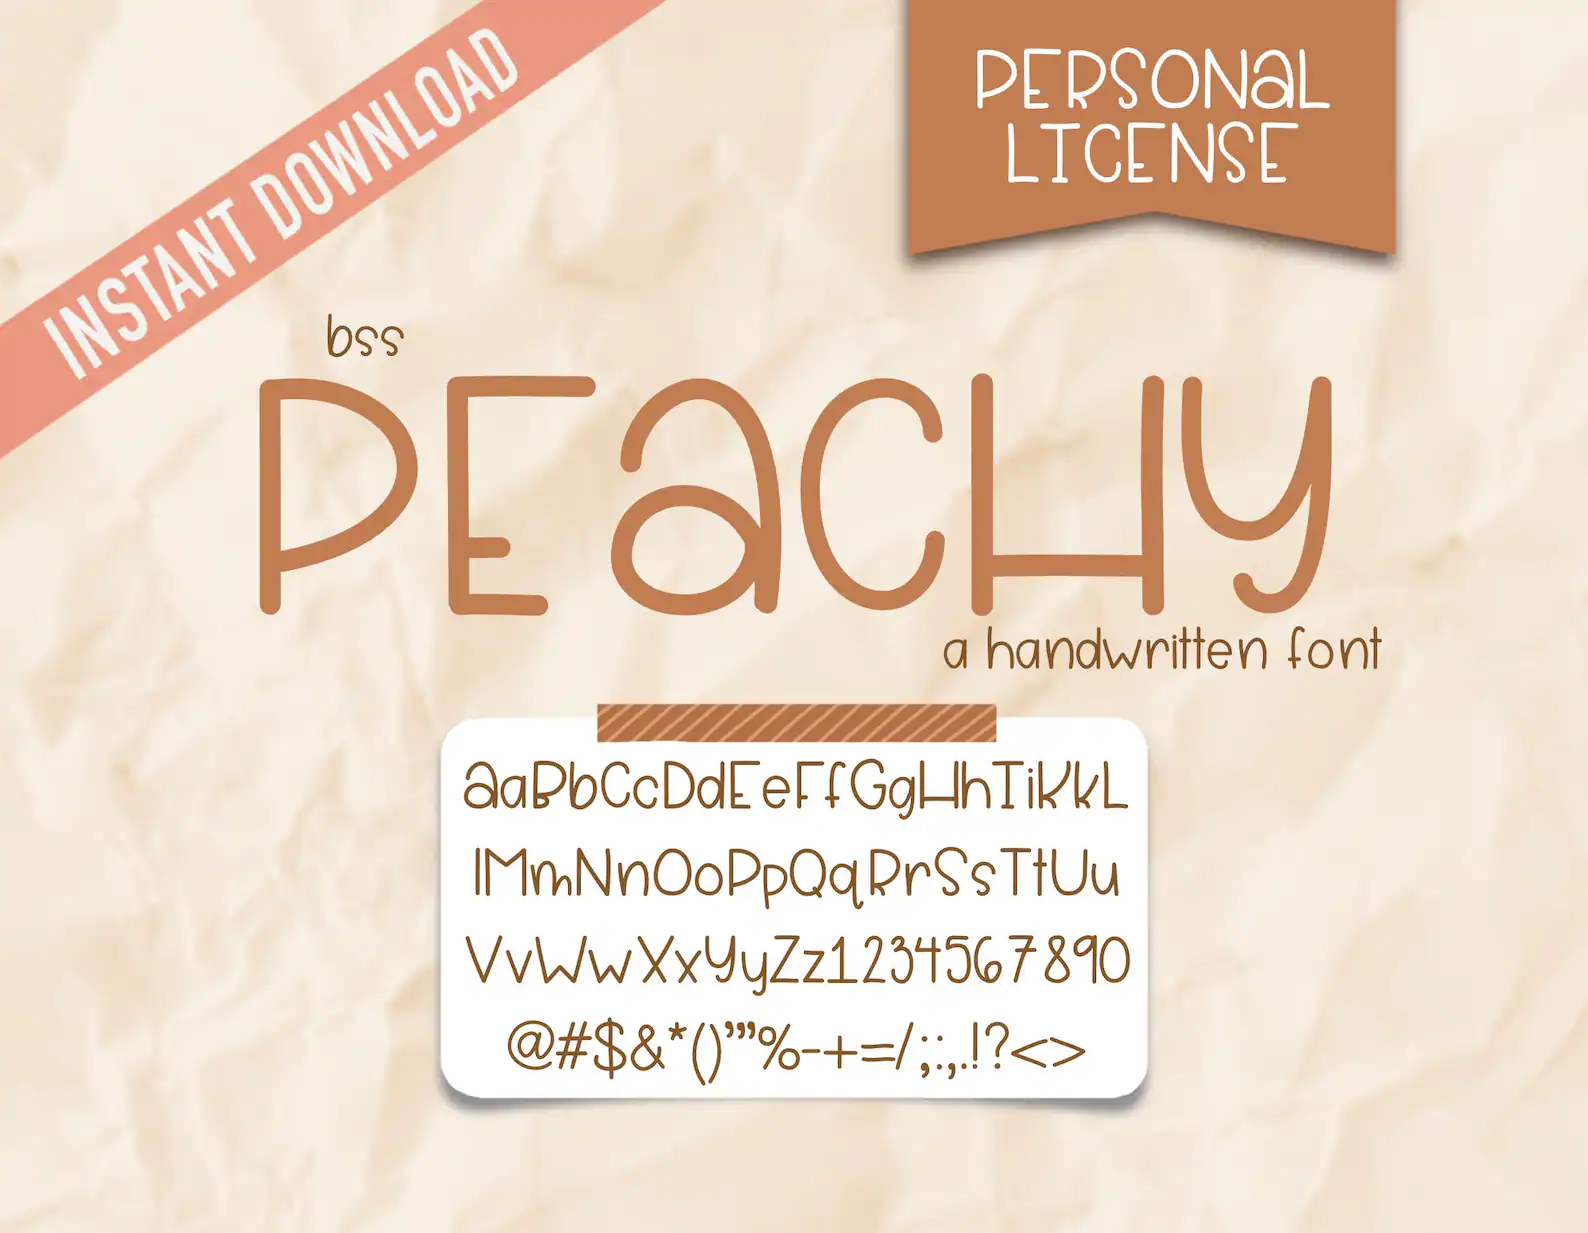 INSTANT DOWNLOAD
PERSONAL
LICENSE
bss
PEACHY
a handwritten font
AaBbCcDdEeFfGgHhIiKkL
lMmNnOoPpQqRrSsTtUu
VvWwXxYyZz1234567890
@#$&*()"'%-+=/;:,.!?<>